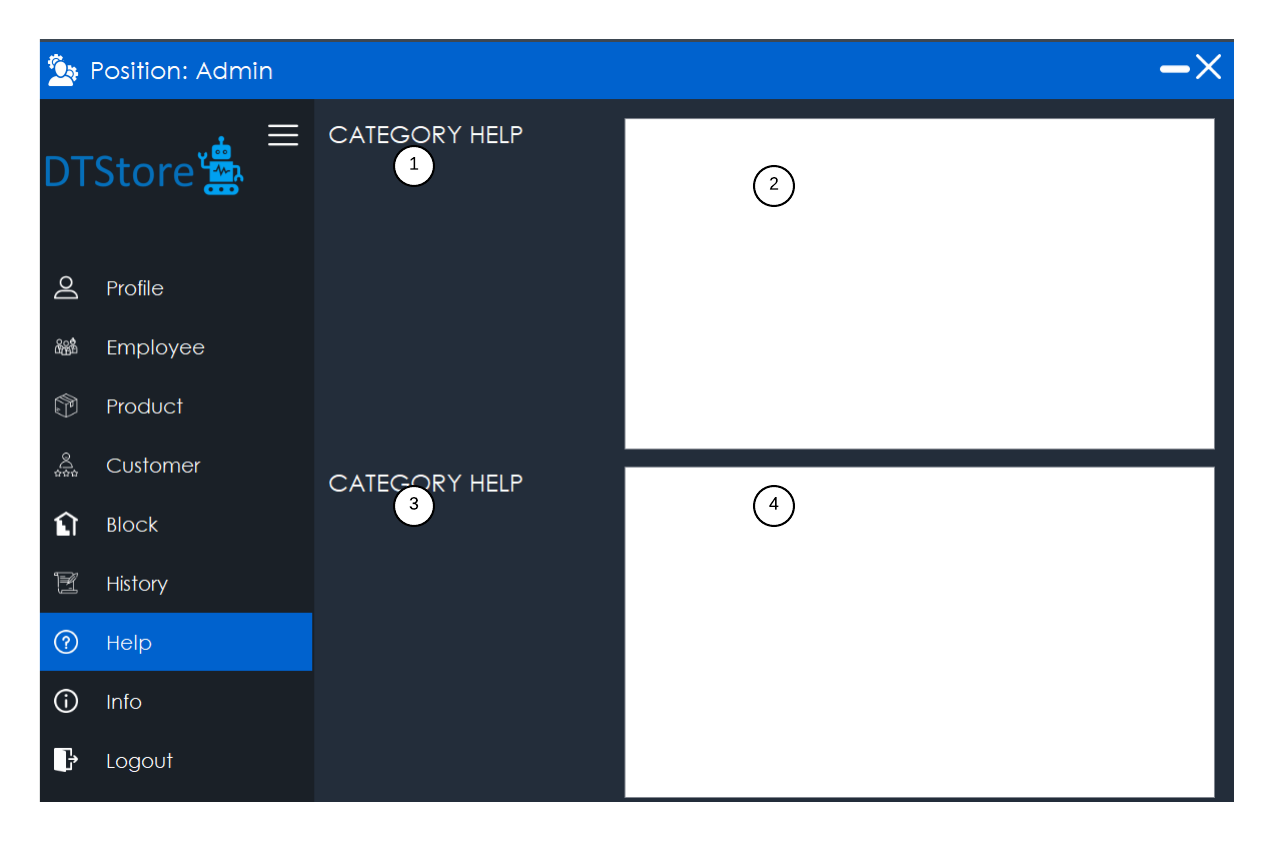 Position: Admin
DTStore
CATEGORY HELP
1
2
Profile
Employee
Product
Customer
Block
History
Help
Info
Logout
CATEGORY HELP
3
4